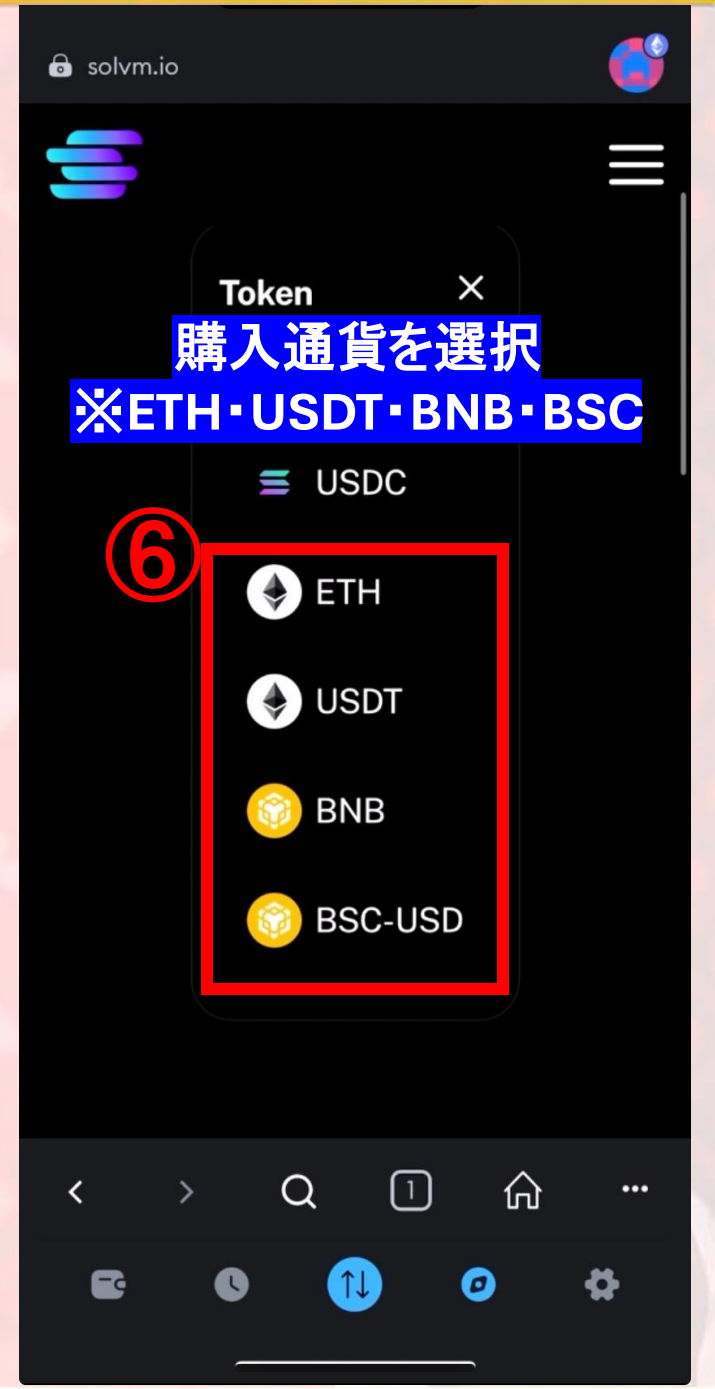 solvm.io
Token
購入通貨を選択
※ETH・USDT・BNB・BSC
USDC
⑥
ETH
USDT
BNB
BSC-USD
1